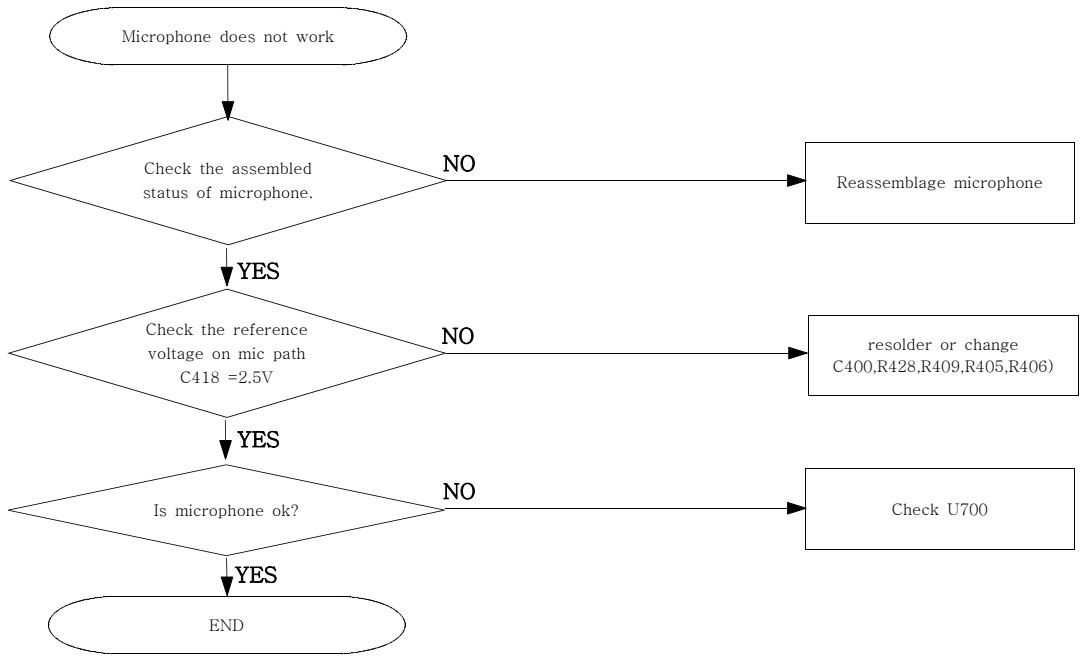 Microphone does not work
Check the assembled
status of microphone.
NO
Reassemblage microphone
YES
Check the reference
voltage on mic path
C418 =2.5V
NO
resolder or change
C400,R428,R409,R405,R406)
YES
Is microphone ok?
NO
Check U700
YES
END